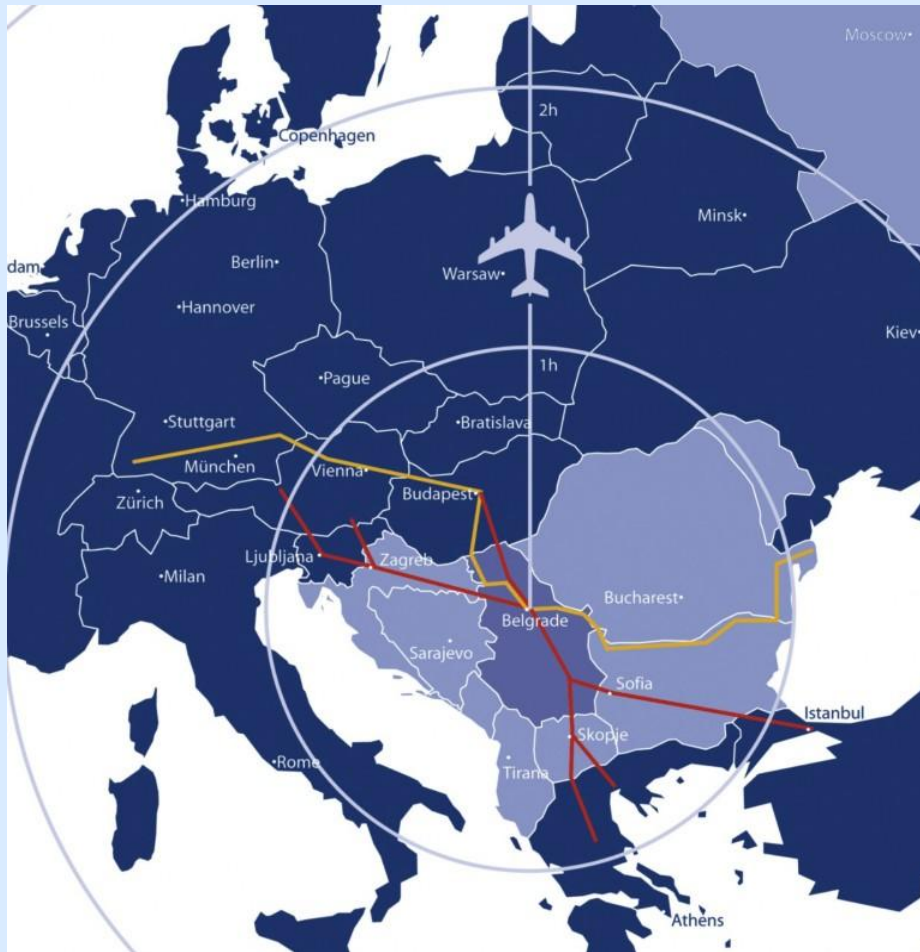 Moscow
2h
Copenhagen
Hamburg
Minsk
Berlin
dam
Warsaw
Hannover
Brussels
Kiev
1h
Pague
Stuttgart
Bratislava
München
Vienna
Budapest
Zürich
Ljubljana
Zagreb
Milan
Bucharest
Belgrade
Sarajevo
Sofia
Istanbul
Skopje
Rome
Tirana
Athens